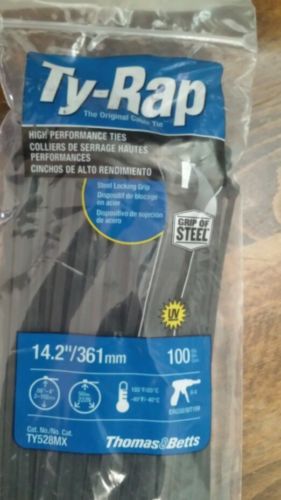 Ty-Rap
The Original Cable Tie
HIGH PERFORMANCE TIES
COLLIERS DE SERRAGE HAUTES
PERFORMANCES
CINCHOS DE ALTO RENDIMIENTO
Steel Locking Grip
Dispositif de blocage
en acier
Dispositivo de sujeción
de acero
GRIP OF
STEEL
UV
14.2"/361mm
100
Cat. No./No. Cat.
TY528MX
Thomas&Betts